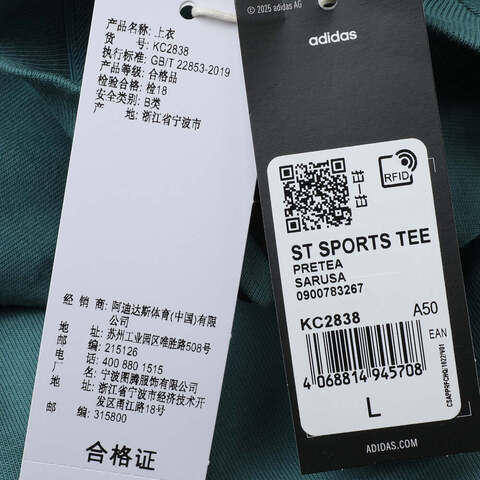 产品名称: 上衣
货 号: KC2838
执行标准: GB/T 22853-2019
产品等级: 合格品
检验合格: 检18
安全类别: B类
产 地: 浙江省宁波市
经 销 商: 阿迪达斯体育(中国)有限
公司
地 址: 苏州工业园区唯胜路508号
邮 编: 215126
电 话: 400 880 1515
厂 名: 宁波图腾服饰有限公司
地 址: 浙江省宁波市经济技术开
发区甬江路18号
邮 编: 315800
合格证
© 2025 adidas AG
adidas
RFID
ST SPORTS TEE
PRETEA
SARUSA
0900783267
KC2838
A50
EAN
4 068814 945708
L
ADIDAS.COM